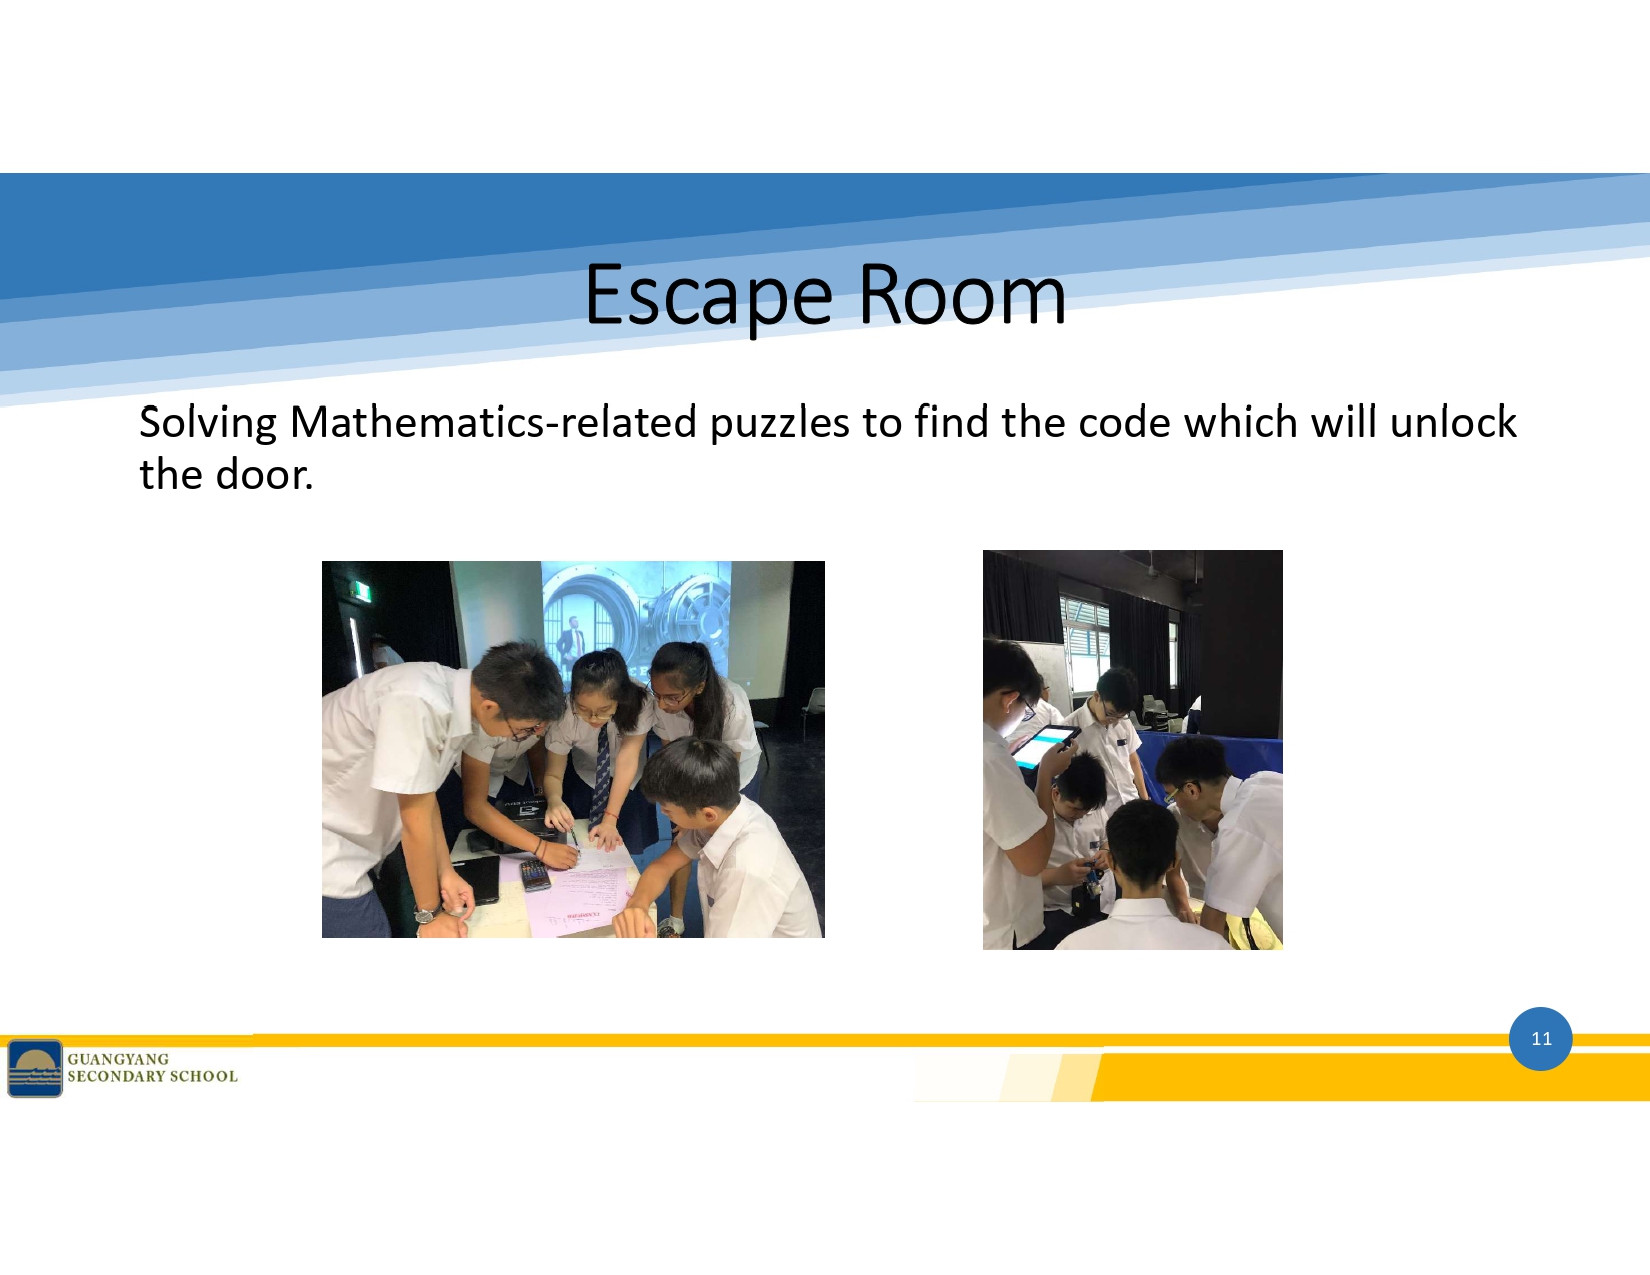 Escape Room
Solving Mathematics-related puzzles to find the code which will unlock
the door.
11
GUANGYANG
SECONDARY SCHOOL